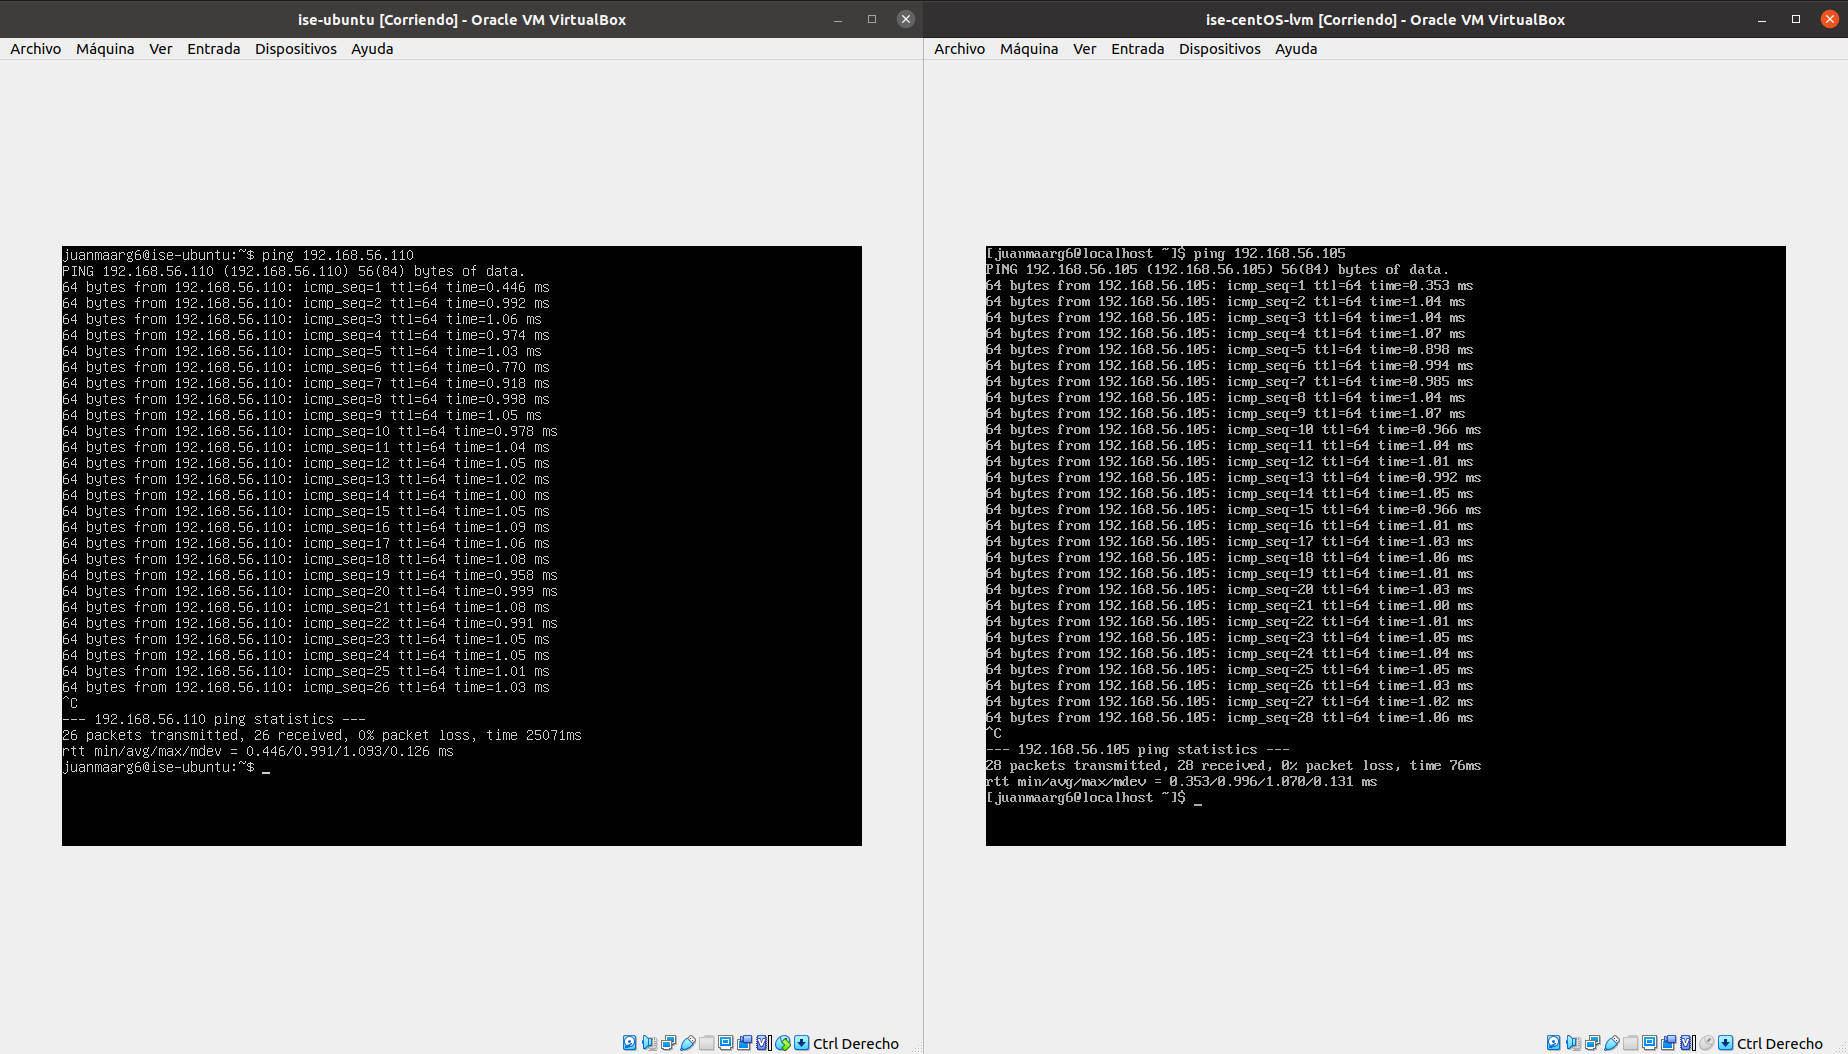 ise-ubuntu [Corriendo] - Oracle VM VirtualBox
Archivo Máquina Ver Entrada Dispositivos Ayuda
juanmaarg6@ise-ubuntu:~$ ping 192.168.56.110
PING 192.168.56.110 (192.168.56.110) 56(84) bytes of data.
64 bytes from 192.168.56.110: icmp_seq=1 ttl=64 time=0.446 ms
64 bytes from 192.168.56.110: icmp_seq=2 ttl=64 time=0.992 ms
64 bytes from 192.168.56.110: icmp_seq=3 ttl=64 time=1.06 ms
64 bytes from 192.168.56.110: icmp_seq=4 ttl=64 time=0.974 ms
64 bytes from 192.168.56.110: icmp_seq=5 ttl=64 time=1.03 ms
64 bytes from 192.168.56.110: icmp_seq=6 ttl=64 time=0.770 ms
64 bytes from 192.168.56.110: icmp_seq=7 ttl=64 time=0.918 ms
64 bytes from 192.168.56.110: icmp_seq=8 ttl=64 time=0.998 ms
64 bytes from 192.168.56.110: icmp_seq=9 ttl=64 time=1.05 ms
64 bytes from 192.168.56.110: icmp_seq=10 ttl=64 time=0.978 ms
64 bytes from 192.168.56.110: icmp_seq=11 ttl=64 time=1.04 ms
64 bytes from 192.168.56.110: icmp_seq=12 ttl=64 time=1.05 ms
64 bytes from 192.168.56.110: icmp_seq=13 ttl=64 time=1.02 ms
64 bytes from 192.168.56.110: icmp_seq=14 ttl=64 time=1.00 ms
64 bytes from 192.168.56.110: icmp_seq=15 ttl=64 time=1.05 ms
64 bytes from 192.168.56.110: icmp_seq=16 ttl=64 time=1.09 ms
64 bytes from 192.168.56.110: icmp_seq=17 ttl=64 time=1.06 ms
64 bytes from 192.168.56.110: icmp_seq=18 ttl=64 time=1.08 ms
64 bytes from 192.168.56.110: icmp_seq=19 ttl=64 time=0.958 ms
64 bytes from 192.168.56.110: icmp_seq=20 ttl=64 time=0.999 ms
64 bytes from 192.168.56.110: icmp_seq=21 ttl=64 time=1.08 ms
64 bytes from 192.168.56.110: icmp_seq=22 ttl=64 time=0.991 ms
64 bytes from 192.168.56.110: icmp_seq=23 ttl=64 time=1.05 ms
64 bytes from 192.168.56.110: icmp_seq=24 ttl=64 time=1.05 ms
64 bytes from 192.168.56.110: icmp_seq=25 ttl=64 time=1.01 ms
64 bytes from 192.168.56.110: icmp_seq=26 ttl=64 time=1.03 ms
^C
--- 192.168.56.110 ping statistics ---
26 packets transmitted, 26 received, 0% packet loss, time 25071ms
rtt min/avg/max/mdev = 0.446/0.991/1.093/0.126 ms
juanmaarg6@ise-ubuntu:~$ _
Ctrl Derecho
ise-centOS-lvm [Corriendo] - Oracle VM VirtualBox
Archivo Máquina Ver Entrada Dispositivos Ayuda
[juanmaarg6@localhost ~]$ ping 192.168.56.105
PING 192.168.56.105 (192.168.56.105) 56(84) bytes of data.
64 bytes from 192.168.56.105: icmp_seq=1 ttl=64 time=0.353 ms
64 bytes from 192.168.56.105: icmp_seq=2 ttl=64 time=1.04 ms
64 bytes from 192.168.56.105: icmp_seq=3 ttl=64 time=1.04 ms
64 bytes from 192.168.56.105: icmp_seq=4 ttl=64 time=1.07 ms
64 bytes from 192.168.56.105: icmp_seq=5 ttl=64 time=0.898 ms
64 bytes from 192.168.56.105: icmp_seq=6 ttl=64 time=0.994 ms
64 bytes from 192.168.56.105: icmp_seq=7 ttl=64 time=0.985 ms
64 bytes from 192.168.56.105: icmp_seq=8 ttl=64 time=1.04 ms
64 bytes from 192.168.56.105: icmp_seq=9 ttl=64 time=1.07 ms
64 bytes from 192.168.56.105: icmp_seq=10 ttl=64 time=0.966 ms
64 bytes from 192.168.56.105: icmp_seq=11 ttl=64 time=1.04 ms
64 bytes from 192.168.56.105: icmp_seq=12 ttl=64 time=1.01 ms
64 bytes from 192.168.56.105: icmp_seq=13 ttl=64 time=0.992 ms
64 bytes from 192.168.56.105: icmp_seq=14 ttl=64 time=1.05 ms
64 bytes from 192.168.56.105: icmp_seq=15 ttl=64 time=0.966 ms
64 bytes from 192.168.56.105: icmp_seq=16 ttl=64 time=1.01 ms
64 bytes from 192.168.56.105: icmp_seq=17 ttl=64 time=1.03 ms
64 bytes from 192.168.56.105: icmp_seq=18 ttl=64 time=1.06 ms
64 bytes from 192.168.56.105: icmp_seq=19 ttl=64 time=1.01 ms
64 bytes from 192.168.56.105: icmp_seq=20 ttl=64 time=1.03 ms
64 bytes from 192.168.56.105: icmp_seq=21 ttl=64 time=1.00 ms
64 bytes from 192.168.56.105: icmp_seq=22 ttl=64 time=1.01 ms
64 bytes from 192.168.56.105: icmp_seq=23 ttl=64 time=1.05 ms
64 bytes from 192.168.56.105: icmp_seq=24 ttl=64 time=1.04 ms
64 bytes from 192.168.56.105: icmp_seq=25 ttl=64 time=1.05 ms
64 bytes from 192.168.56.105: icmp_seq=26 ttl=64 time=1.03 ms
64 bytes from 192.168.56.105: icmp_seq=27 ttl=64 time=1.02 ms
64 bytes from 192.168.56.105: icmp_seq=28 ttl=64 time=1.06 ms
^C
--- 192.168.56.105 ping statistics ---
28 packets transmitted, 28 received, 0% packet loss, time 76ms
rtt min/avg/max/mdev = 0.353/0.996/1.070/0.131 ms
[juanmaarg6@localhost ~]$ _
Ctrl Derecho